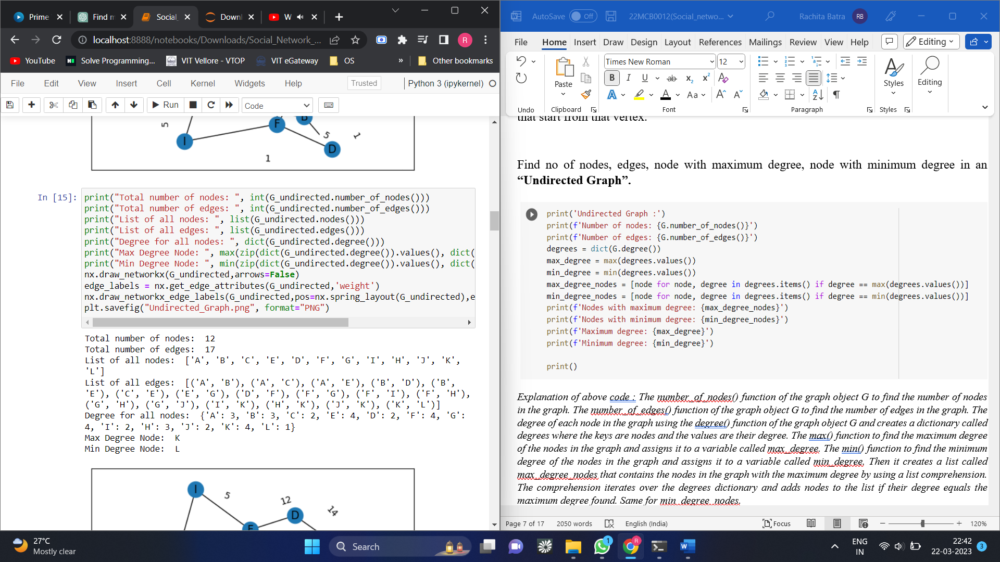 Prime
Find m
Social_
Downl
W
localhost:8888/notebooks/Downloads/Social_Network_...
R
YouTube
Solve Programming...
VIT Vellore - VTOP
VIT eGateway
OS
»
Other bookmarks
File Edit View Insert Cell Kernel Widgets Help
Trusted
Python 3 (ipykernel)
Run
Code
5
I
F
B
5
1
D
1
In [15]:
print("Total number of nodes: ", int(G_undirected.number_of_nodes()))
print("Total number of edges: ", int(G_undirected.number_of_edges()))
print("List of all nodes: ", list(G_undirected.nodes()))
print("List of all edges: ", list(G_undirected.edges()))
print("Degree for all nodes: ", dict(G_undirected.degree()))
print("Max Degree Node: ", max(zip(dict(G_undirected.degree()).values(), dict(
print("Min Degree Node: ", min(zip(dict(G_undirected.degree()).values(), dict(
nx.draw_networkx(G_undirected,arrows=False)
edge_labels = nx.get_edge_attributes(G_undirected,'weight')
nx.draw_networkx_edge_labels(G_undirected,pos=nx.spring_layout(G_undirected),e
plt.savefig("Undirected_Graph.png", format="PNG")
Total number of nodes:  12
Total number of edges:  17
List of all nodes:  ['A', 'B', 'C', 'E', 'D', 'F', 'G', 'I', 'H', 'J', 'K',
'L']
List of all edges:  [('A', 'B'), ('A', 'C'), ('A', 'E'), ('B', 'D'), ('B',
'E'), ('C', 'E'), ('E', 'G'), ('D', 'F'), ('F', 'G'), ('F', 'I'), ('F', 'H'),
('G', 'H'), ('G', 'J'), ('I', 'K'), ('H', 'K'), ('J', 'K'), ('K', 'L')]
Degree for all nodes:  {'A': 3, 'B': 3, 'C': 2, 'E': 4, 'D': 2, 'F': 4, 'G':
4, 'I': 2, 'H': 3, 'J': 2, 'K': 4, 'L': 1}
Max Degree Node:  K
Min Degree Node:  L
I
5
12
D
14
AutoSave Off
22MCB0012(Social_netwo...
Rachita Batra
RB
File Home Insert Draw Design Layout References Mailings Review View Help
Editing
Paste
Times New Roman
12
Styles
Editing
Undo Clipboard Font Paragraph Styles
that start from that vertex.
Find no of nodes, edges, node with maximum degree, node with minimum degree in an
“Undirected Graph”.
print('Undirected Graph :')
print(f'Number of nodes: {G.number_of_nodes()}')
print(f'Number of edges: {G.number_of_edges()}')
degrees = dict(G.degree())
max_degree = max(degrees.values())
min_degree = min(degrees.values())
max_degree_nodes = [node for node, degree in degrees.items() if degree == max(degrees.values())]
min_degree_nodes = [node for node, degree in degrees.items() if degree == min(degrees.values())]
print(f'Nodes with maximum degree: {max_degree_nodes}')
print(f'Nodes with minimum degree: {min_degree_nodes}')
print(f'Maximum degree: {max_degree}')
print(f'Minimum degree: {min_degree}')
print()
Explanation of above code : The number_of_nodes() function of the graph object G to find the number of nodes
in the graph. The number_of_edges() function of the graph object G to find the number of edges in the graph. The
degree of each node in the graph using the degree() function of the graph object G and creates a dictionary called
degrees where the keys are nodes and the values are their degree. The max() function to find the maximum degree
of the nodes in the graph and assigns it to a variable called max_degree. The min() function to find the minimum
degree of the nodes in the graph and assigns it to a variable called min_degree. Then it creates a list called
max_degree_nodes that contains the nodes in the graph with the maximum degree by using a list comprehension.
The comprehension iterates over the degrees dictionary and adds nodes to the list if their degree equals the
maximum degree found. Same for min_degree_nodes.
Page 7 of 17
2050 words
English (India)
Focus
120%
27°C
Mostly clear
Search
1
ENG
IN
22:42
22-03-2023
3